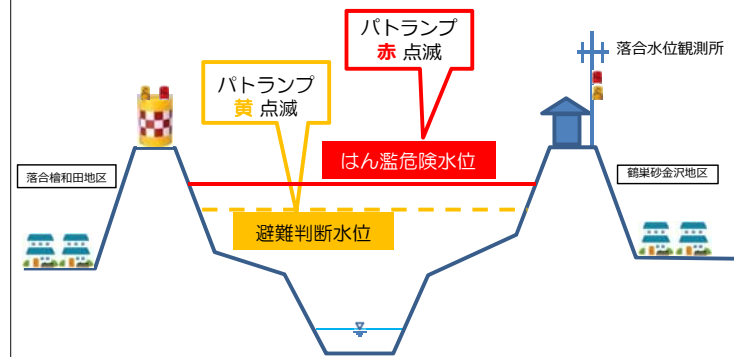 パトランプ
赤 点滅
落合水位観測所
パトランプ
黄 点滅
はん濫危険水位
落合檜和田地区
鶴巣砂金沢地区
避難判断水位